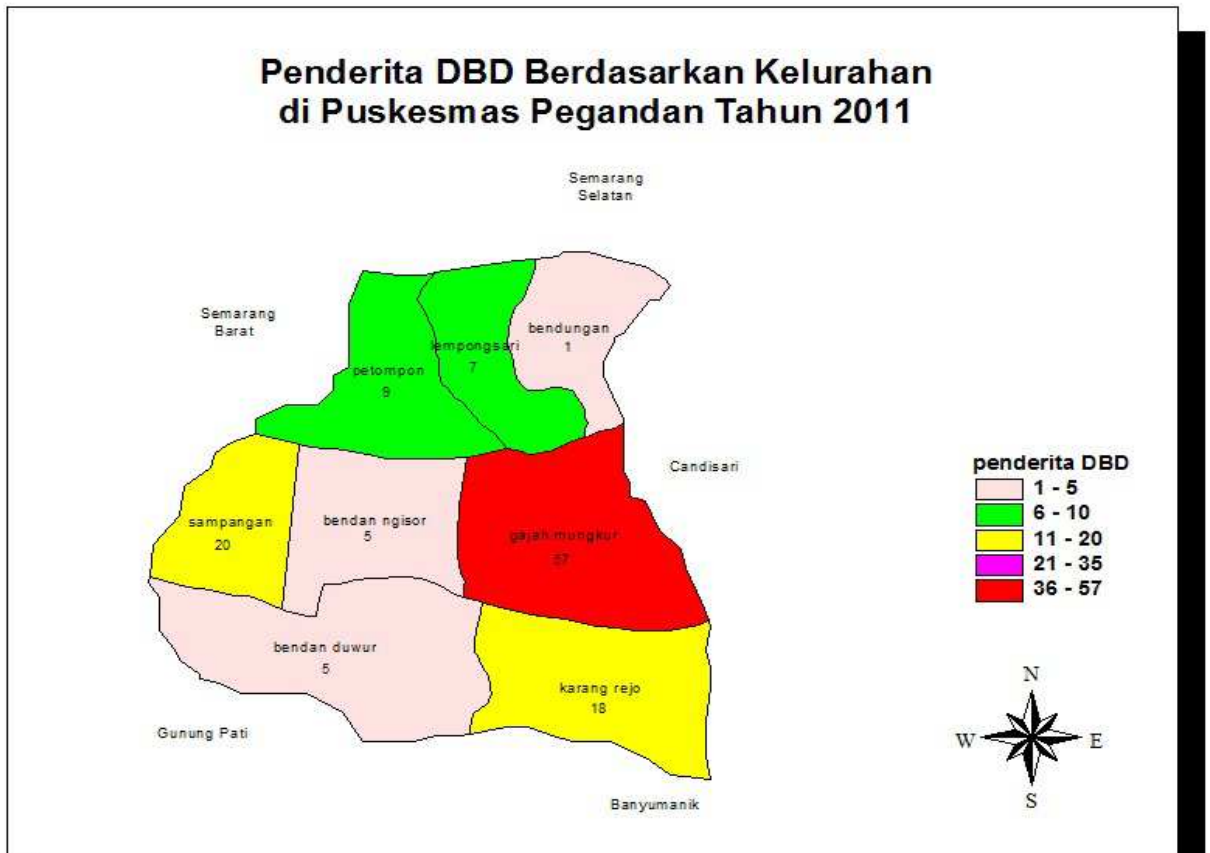 Penderita DBD Berdasarkan Kelurahan
di Puskesmas Pegandan Tahun 2011
Semarang
Selatan
Semarang
Barat
bendungan
1
lempongsari
7
petompon
9
Candisari
sampangan
20
bendan ngisor
5
gajah mungkur
57
bendan duwur
5
karang rejo
18
Gunung Pati
Banyumanik
penderita DBD
1 - 5
6 - 10
11 - 20
21 - 35
36 - 57
N
W
E
S